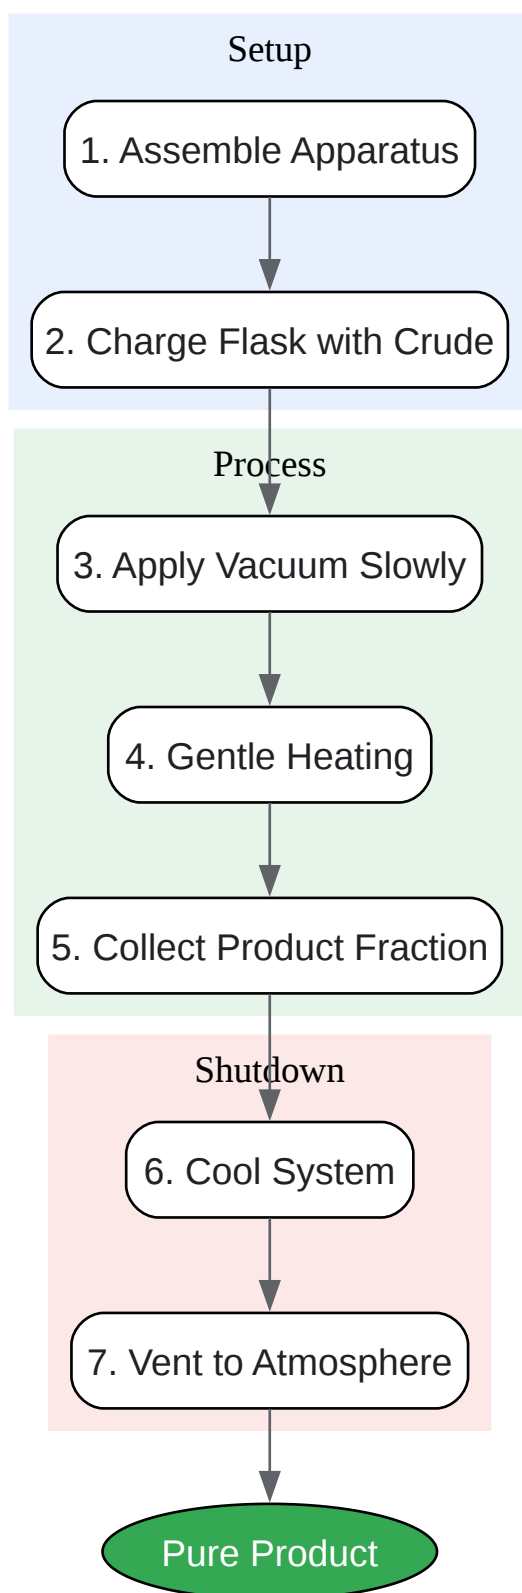 Setup
1. Assemble Apparatus
2. Charge Flask with Crude
Process
3. Apply Vacuum Slowly
4. Gentle Heating
5. Collect Product Fraction
Shutdown
6. Cool System
7. Vent to Atmosphere
Pure Product